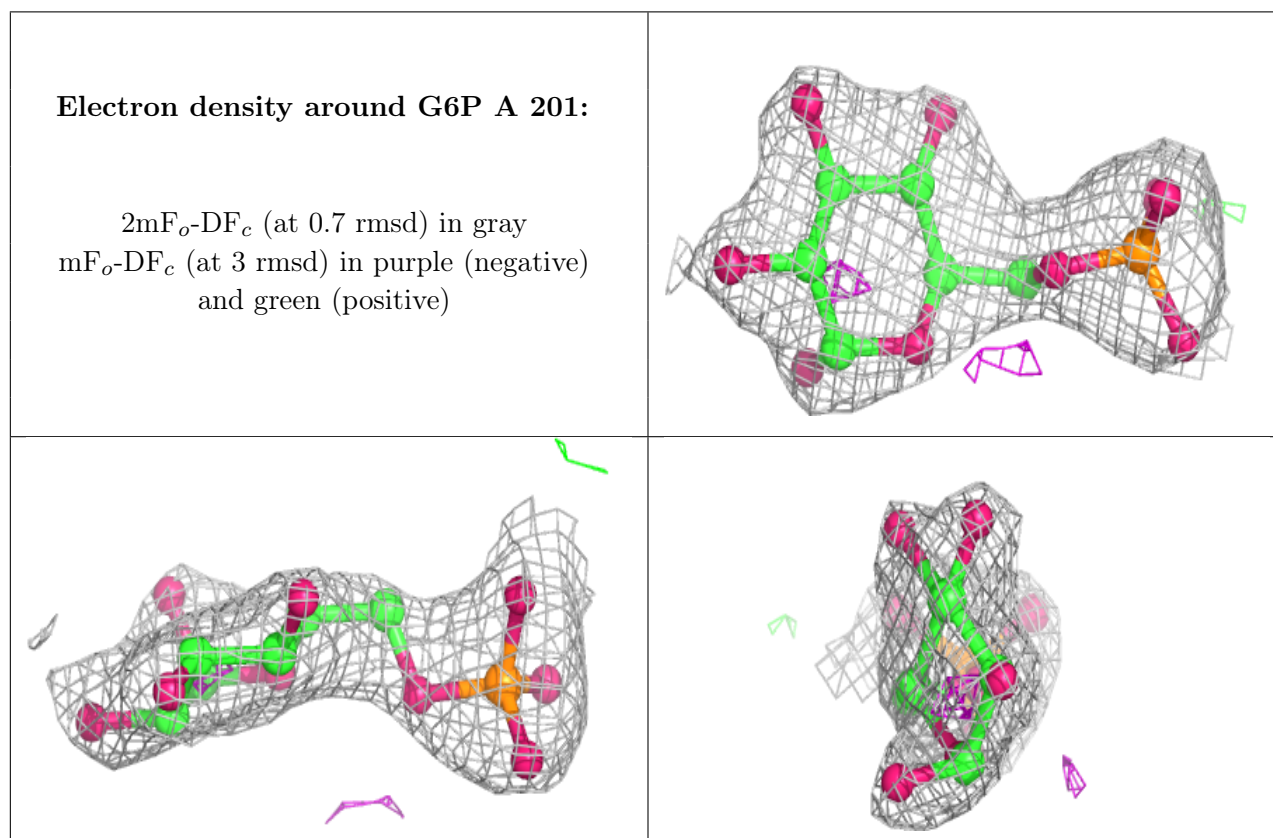 Electron density around G6P A 201:
2mFo-DFc (at 0.7 rmsd) in gray
mFo-DFc (at 3 rmsd) in purple (negative)
and green (positive)